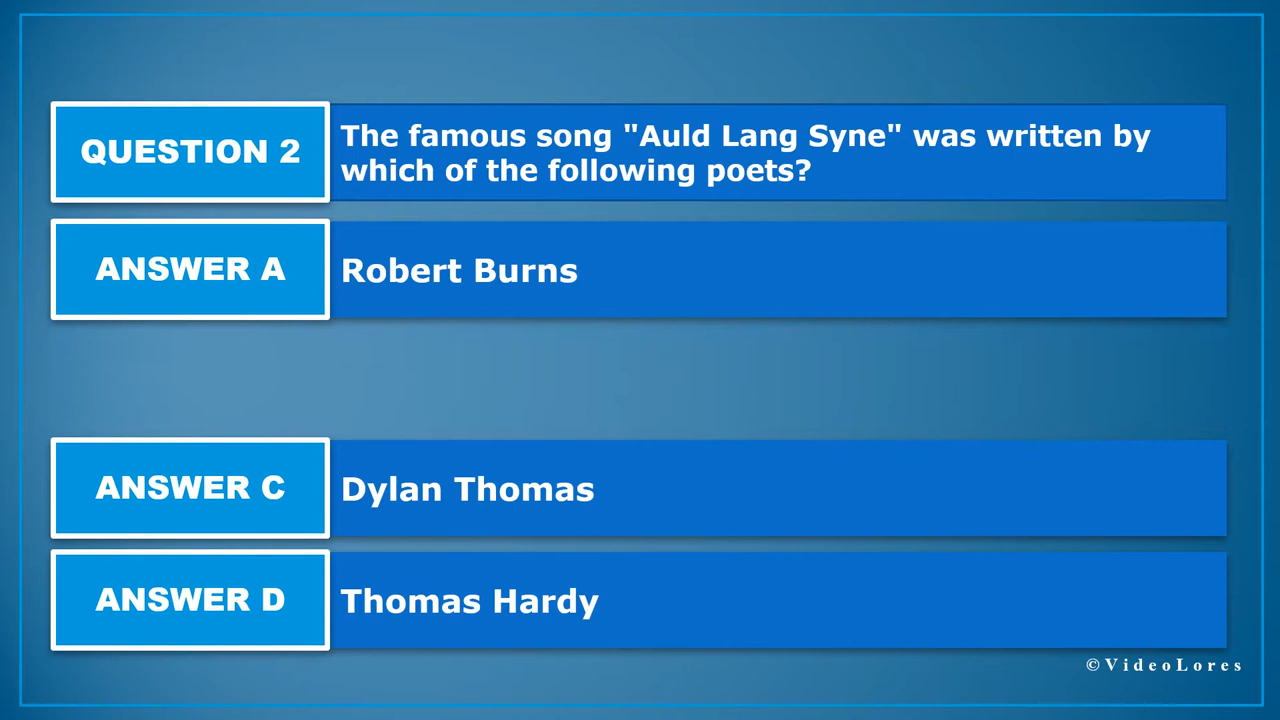 QUESTION 2
The famous song "Auld Lang Syne" was written by
which of the following poets?
ANSWER A
Robert Burns
ANSWER C
Dylan Thomas
ANSWER D
Thomas Hardy
©VideoLores